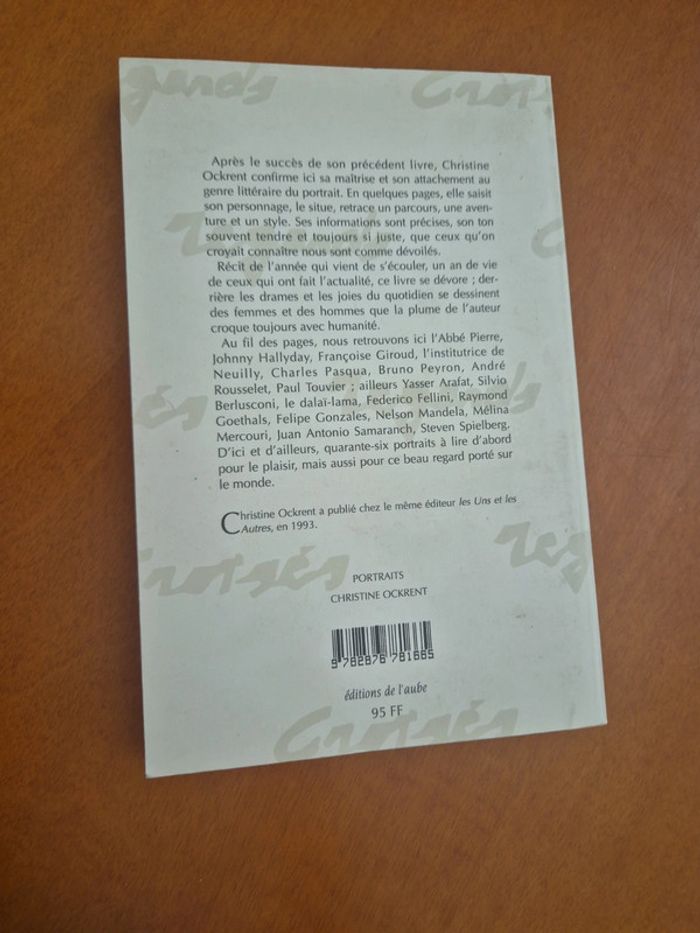 Regards
Croisés
Après le succès de son précédent livre, Christine
Ockrent confirme ici sa maîtrise et son attachement au
genre littéraire du portrait. En quelques pages, elle saisit
son personnage, le situe, retrace un parcours, une aven-
ture et un style. Ses informations sont précises, son ton
souvent tendre et toujours si juste, que ceux qu'on
croyait connaître nous sont comme dévoilés.
Récit de l'année qui vient de s'écouler, un an de vie
de ceux qui ont fait l'actualité, ce livre se dévore ; der-
rière les drames et les joies du quotidien se dessinent
des femmes et des hommes que la plume de l'auteur
croque toujours avec humanité.
Au fil des pages, nous retrouvons ici l'Abbé Pierre,
Johnny Hallyday, Françoise Giroud, l'institutrice de
Neuilly, Charles Pasqua, Bruno Peyron, André
Rousselet, Paul Touvier ; ailleurs Yasser Arafat, Silvio
Berlusconi, le dalaï-lama, Federico Fellini, Raymond
Goethals, Felipe Gonzales, Nelson Mandela, Mélina
Mercouri, Juan Antonio Samaranch, Steven Spielberg.
D'ici et d'ailleurs, quarante-six portraits à lire d'abord
pour le plaisir, mais aussi pour ce beau regard porté sur
le monde.
Christine Ockrent a publié chez le même éditeur les Uns et les
Autres, en 1993.
Croisés
PORTRAITS
CHRISTINE OCKRENT
9 782876 781665
éditions de l'aube
95 FF
Croisés